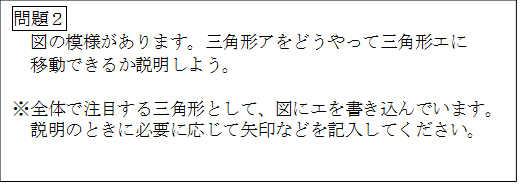 問題２
図の模様があります。三角形アをどうやって三角形エに
移動できるか説明しよう。
※全体で注目する三角形として、図にエを書き込んでいます。
説明のときに必要に応じて矢印などを記入してください。